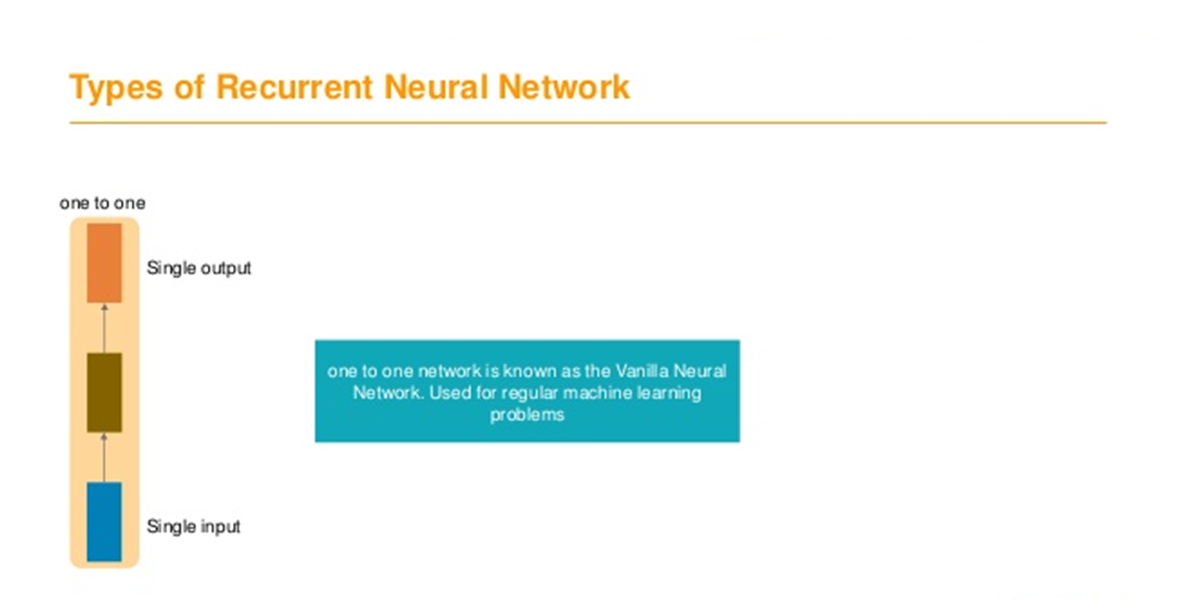 Types of Recurrent Neural Network
one to one
Single output
one to one network is known as the Vanilla Neural
Network. Used for regular machine learning
problems
Single input